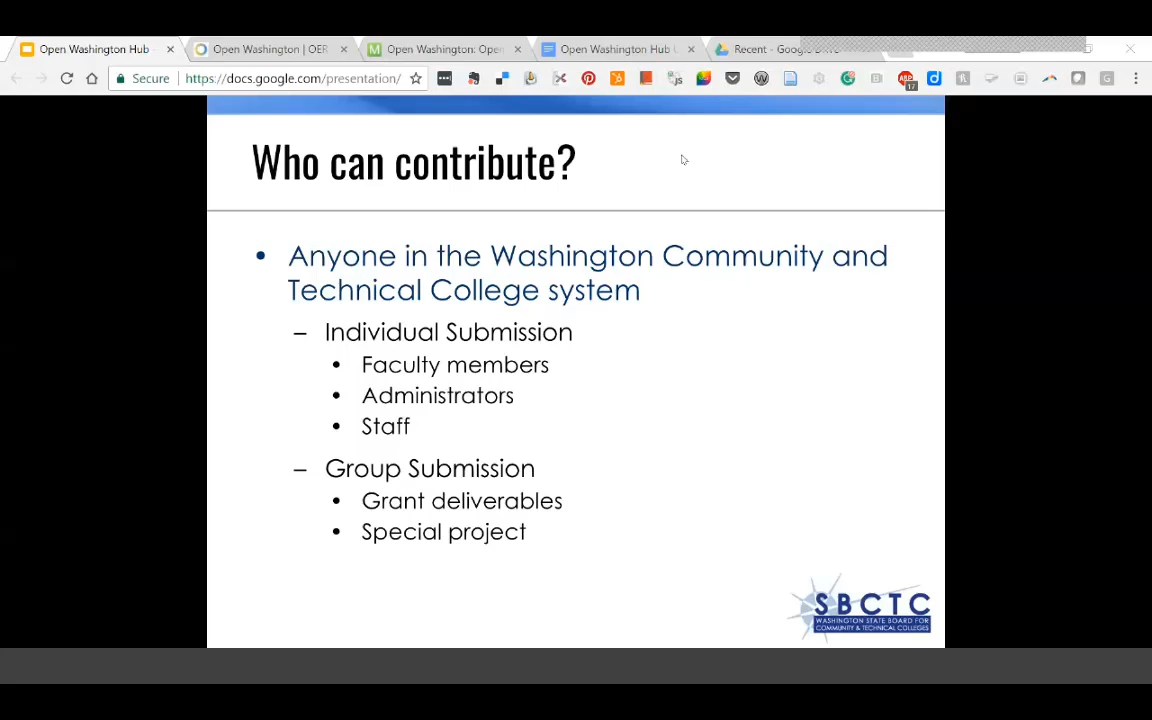 Open Washington Hub
Open Washington | OER
Open Washington: Open
Open Washington Hub
Recent - Google
Secure
https://docs.google.com/presentation/
17
Who can contribute?
• Anyone in the Washington Community and
Technical College system
– Individual Submission
• Faculty members
• Administrators
• Staff
– Group Submission
• Grant deliverables
• Special project
SBCTC
WASHINGTON STATE BOARD FOR
COMMUNITY & TECHNICAL COLLEGES